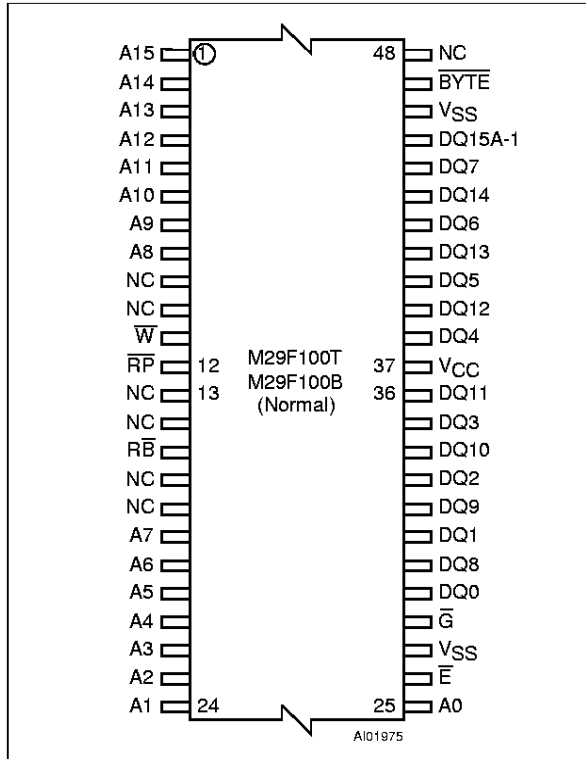 A15 1 48 NC
A14 B̅Y̅T̅E̅
A13 VSS
A12 DQ15A-1
A11 DQ7
A10 DQ14
A9 DQ6
A8 DQ13
NC DQ5
NC DQ12
W̅ DQ4
R̅P̅ 12 M29F100T 37 VCC
NC 13 M29F100B 36 DQ11
(Normal)
NC DQ3
RB̅ DQ10
NC DQ2
NC DQ9
A7 DQ1
A6 DQ8
A5 DQ0
A4 G̅
A3 VSS
A2 E̅
A1 24 25 A0
AI01975